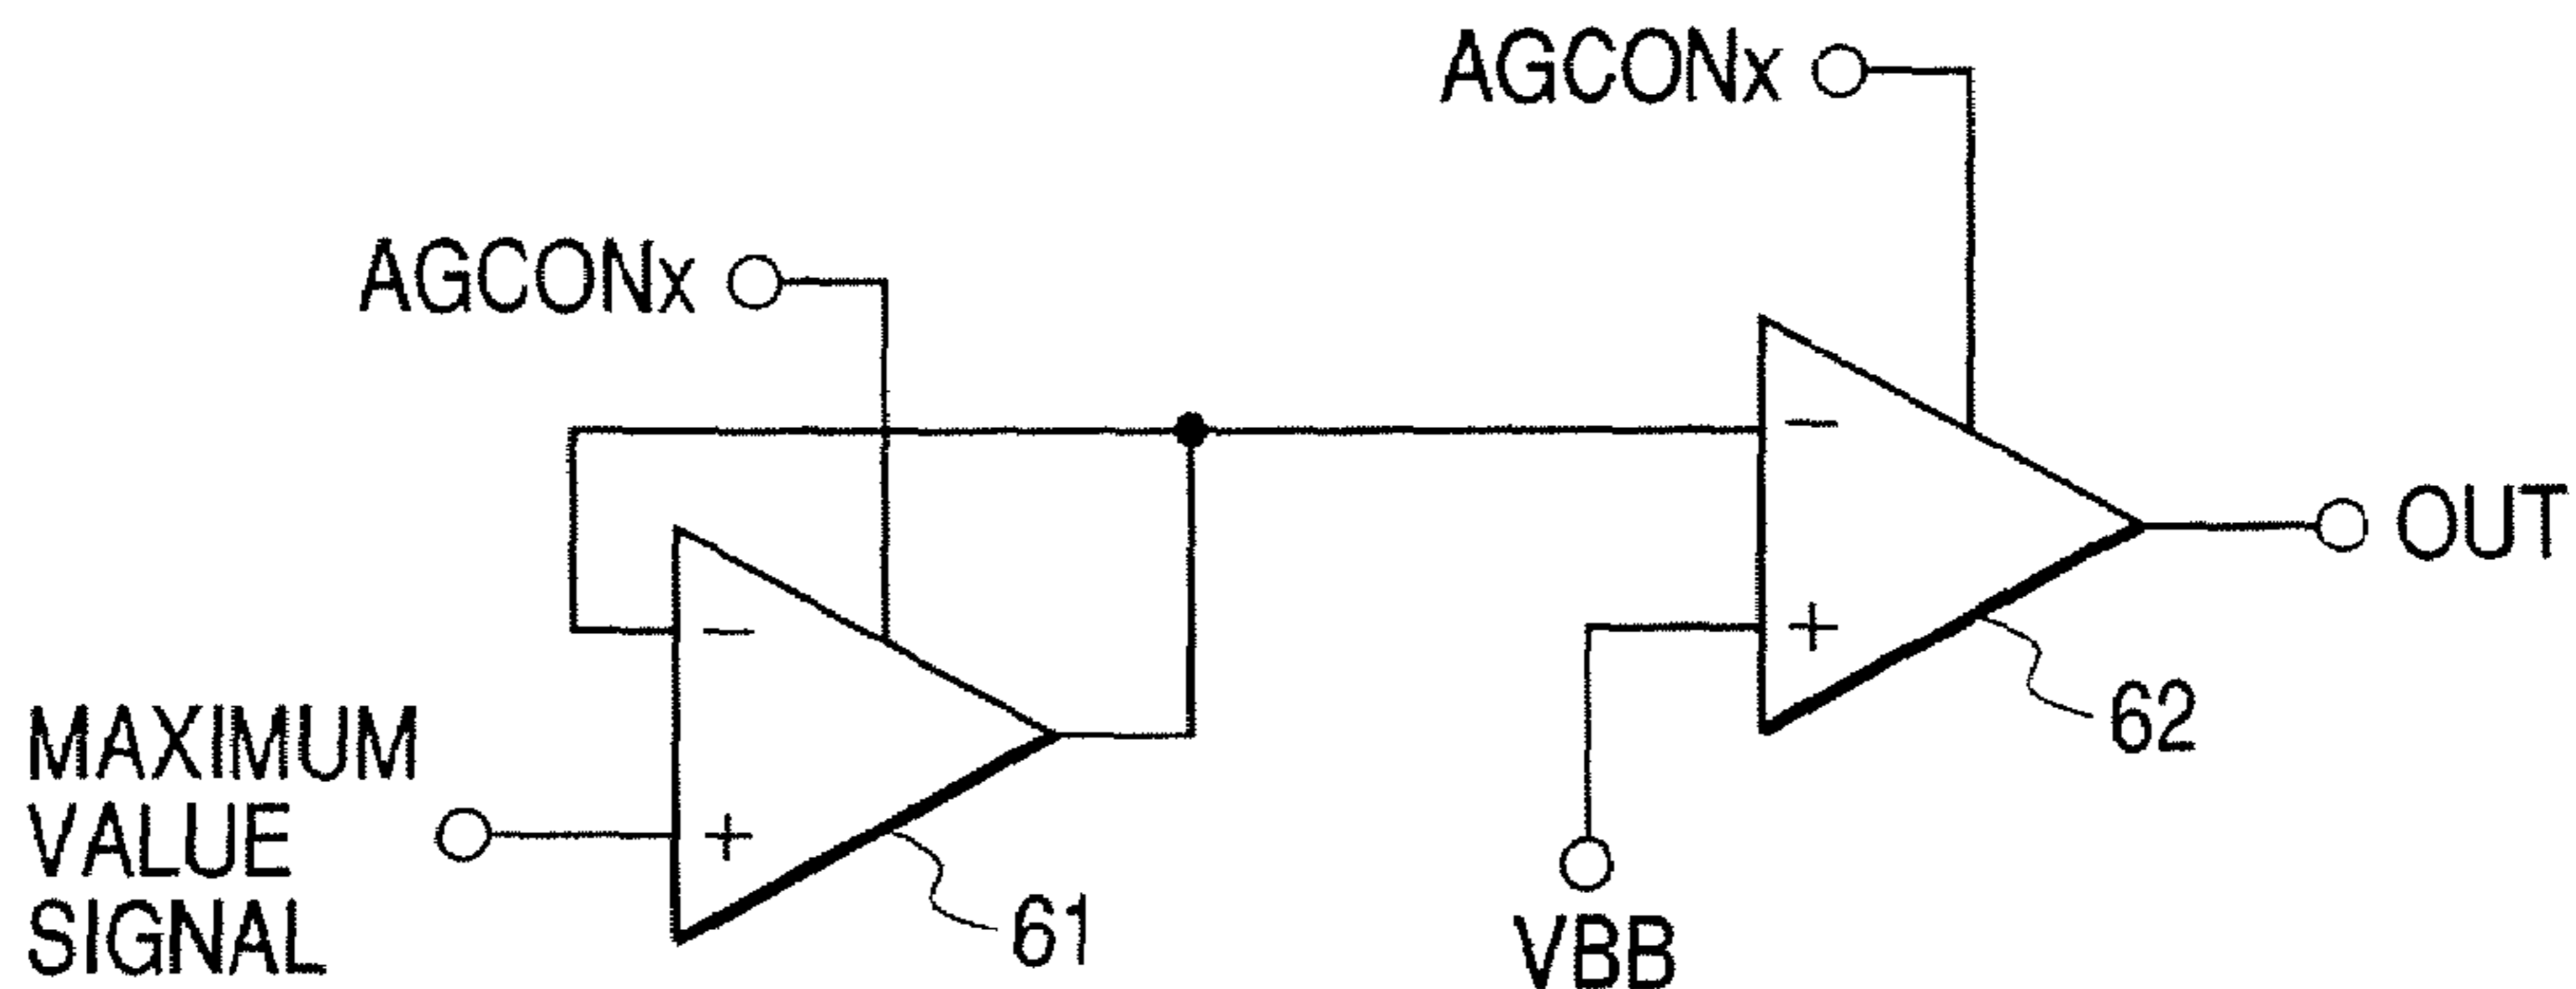 AGCONx
AGCONx
−
−
OUT
+
62
MAXIMUM
VALUE
SIGNAL
+
61
VBB